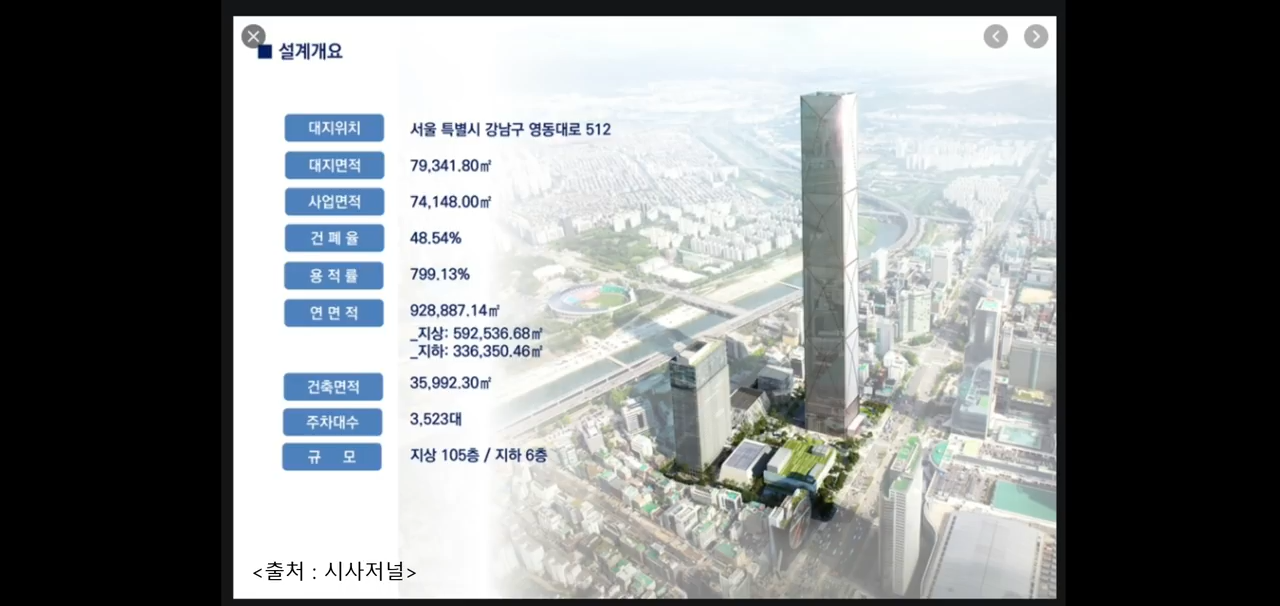 ■ 설계개요
대지위치 서울 특별시 강남구 영동대로 512
대지면적 79,341.80㎡
사업면적 74,148.00㎡
건 폐 율 48.54%
용 적 률 799.13%
연 면 적 928,887.14㎡
_지상: 592,536.68㎡
_지하: 336,350.46㎡
건축면적 35,992.30㎡
주차대수 3,523대
규 모 지상 105층 / 지하 6층
<출처 : 시사저널>